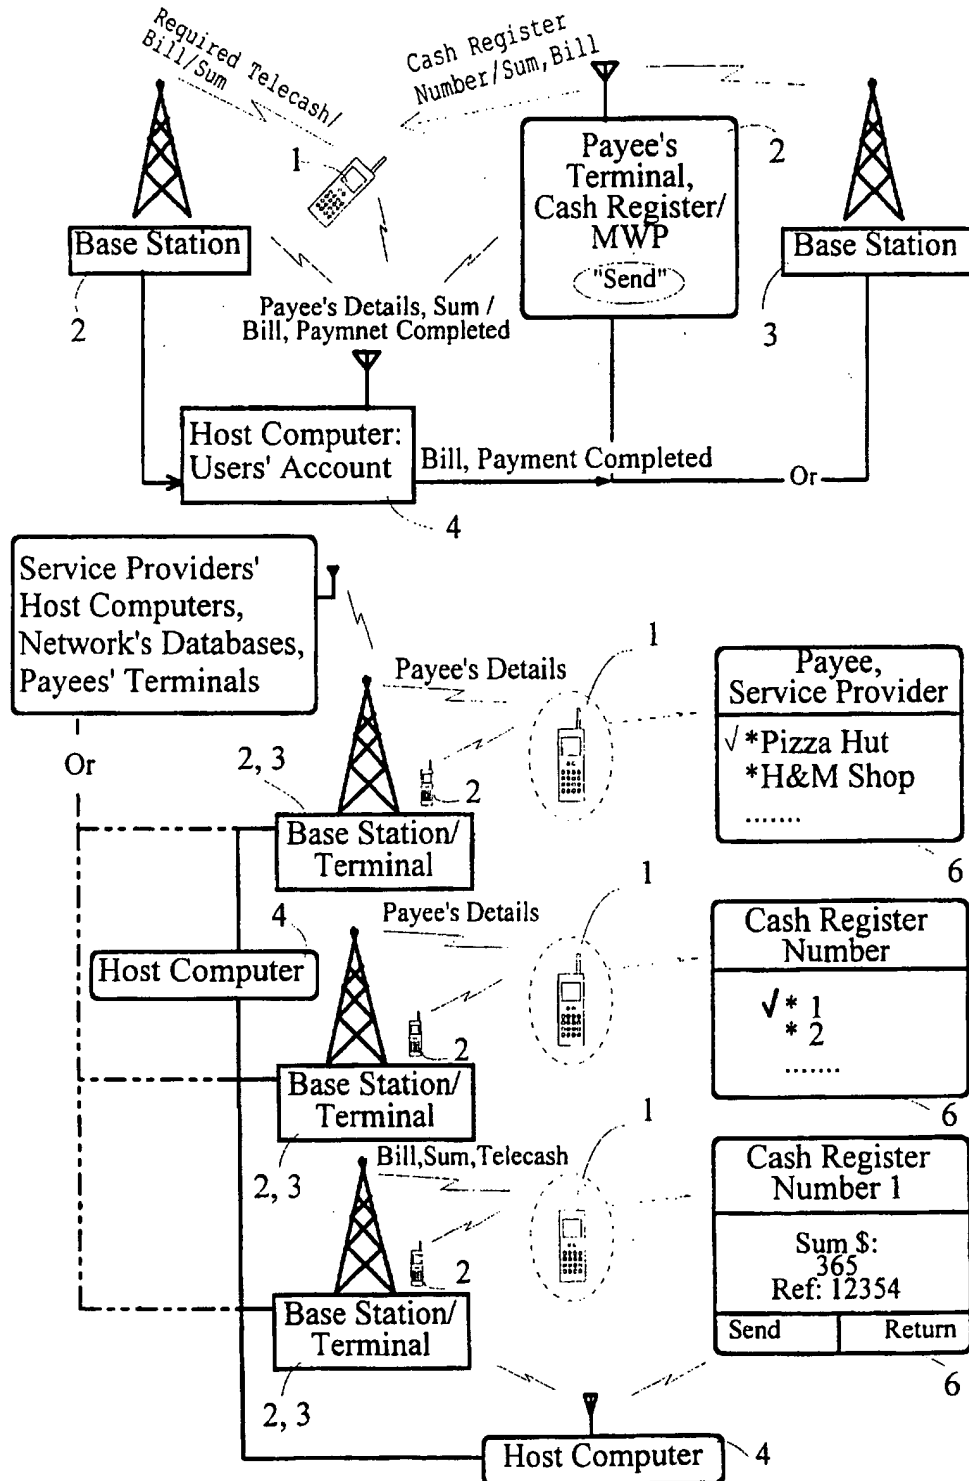 Required Telecash/
Bill/Sum
Cash Register
Number/Sum, Bill
1
2
Payee's
Terminal,
Cash Register/
MWP
"Send"
Base Station
2
Base Station
3
Payee's Details, Sum /
Bill, Paymnet Completed
Host Computer:
Users' Account
Bill, Payment Completed
Or
4
Service Providers'
Host Computers,
Network's Databases,
Payees' Terminals
Or
Payee's Details
1
2, 3
2
Base Station/
Terminal
Payee,
Service Provider
√ *Pizza Hut
*H&M Shop
.......
6
4
Host Computer
Payee's Details
1
2
Base Station/
Terminal
2, 3
Cash Register
Number
√ * 1
* 2
.......
6
Bill,Sum,Telecash
1
2
Base Station/
Terminal
2, 3
Cash Register
Number 1
Sum $:
365
Ref: 12354
Send Return
6
Host Computer
4